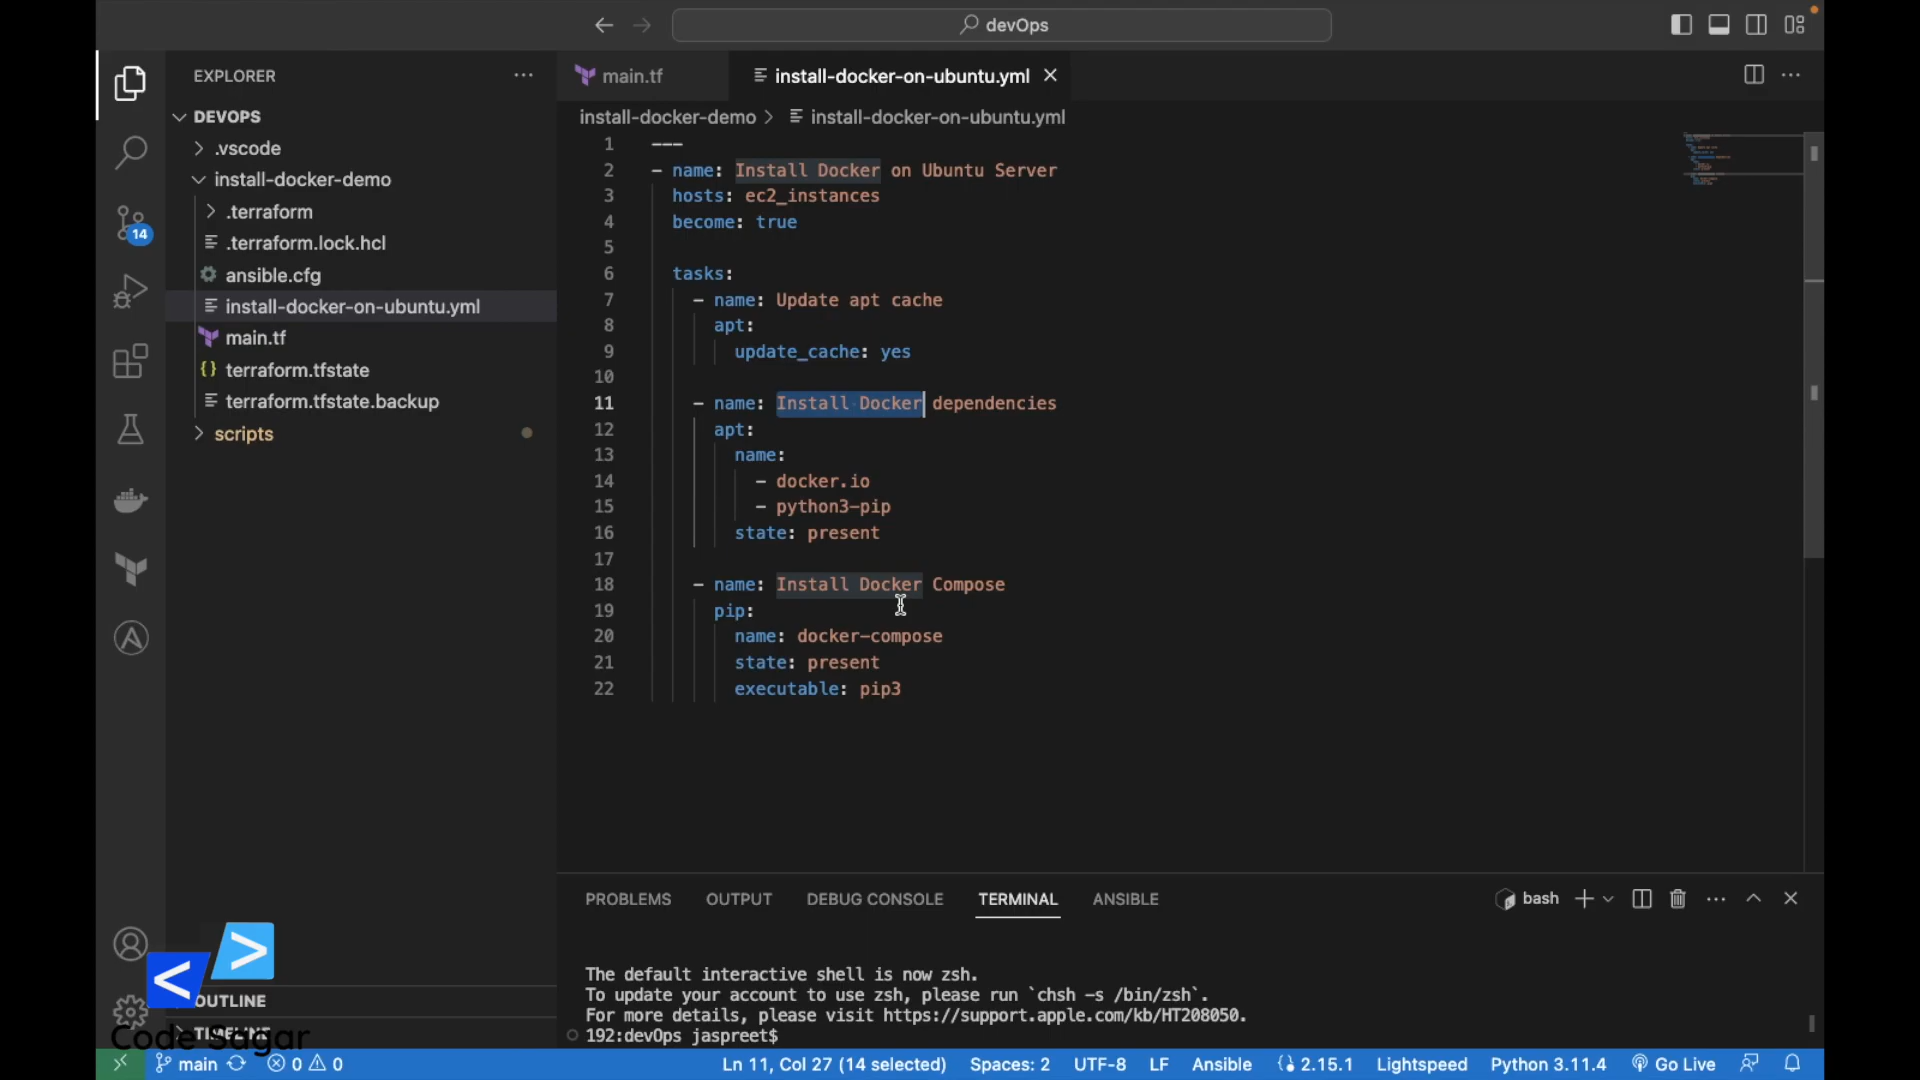 devOps
EXPLORER
DEVOPS
.vscode
install-docker-demo
.terraform
.terraform.lock.hcl
ansible.cfg
install-docker-on-ubuntu.yml
main.tf
terraform.tfstate
terraform.tfstate.backup
scripts
14
OUTLINE
TIMELINE
Code Sagar
main.tf
install-docker-on-ubuntu.yml
install-docker-demo > install-docker-on-ubuntu.yml
1 ---
2 - name: Install Docker on Ubuntu Server
3 hosts: ec2_instances
4 become: true
5
6 tasks:
7 - name: Update apt cache
8 apt:
9 update_cache: yes
10
11 - name: Install Docker dependencies
12 apt:
13 name:
14 - docker.io
15 - python3-pip
16 state: present
17
18 - name: Install Docker Compose
19 pip:
20 name: docker-compose
21 state: present
22 executable: pip3
PROBLEMS OUTPUT DEBUG CONSOLE TERMINAL ANSIBLE
bash
The default interactive shell is now zsh.
To update your account to use zsh, please run `chsh -s /bin/zsh`.
For more details, please visit https://support.apple.com/kb/HT208050.
192:devOps jaspreet$
main 0 0 Ln 11, Col 27 (14 selected) Spaces: 2 UTF-8 LF Ansible 2.15.1 Lightspeed Python 3.11.4 Go Live